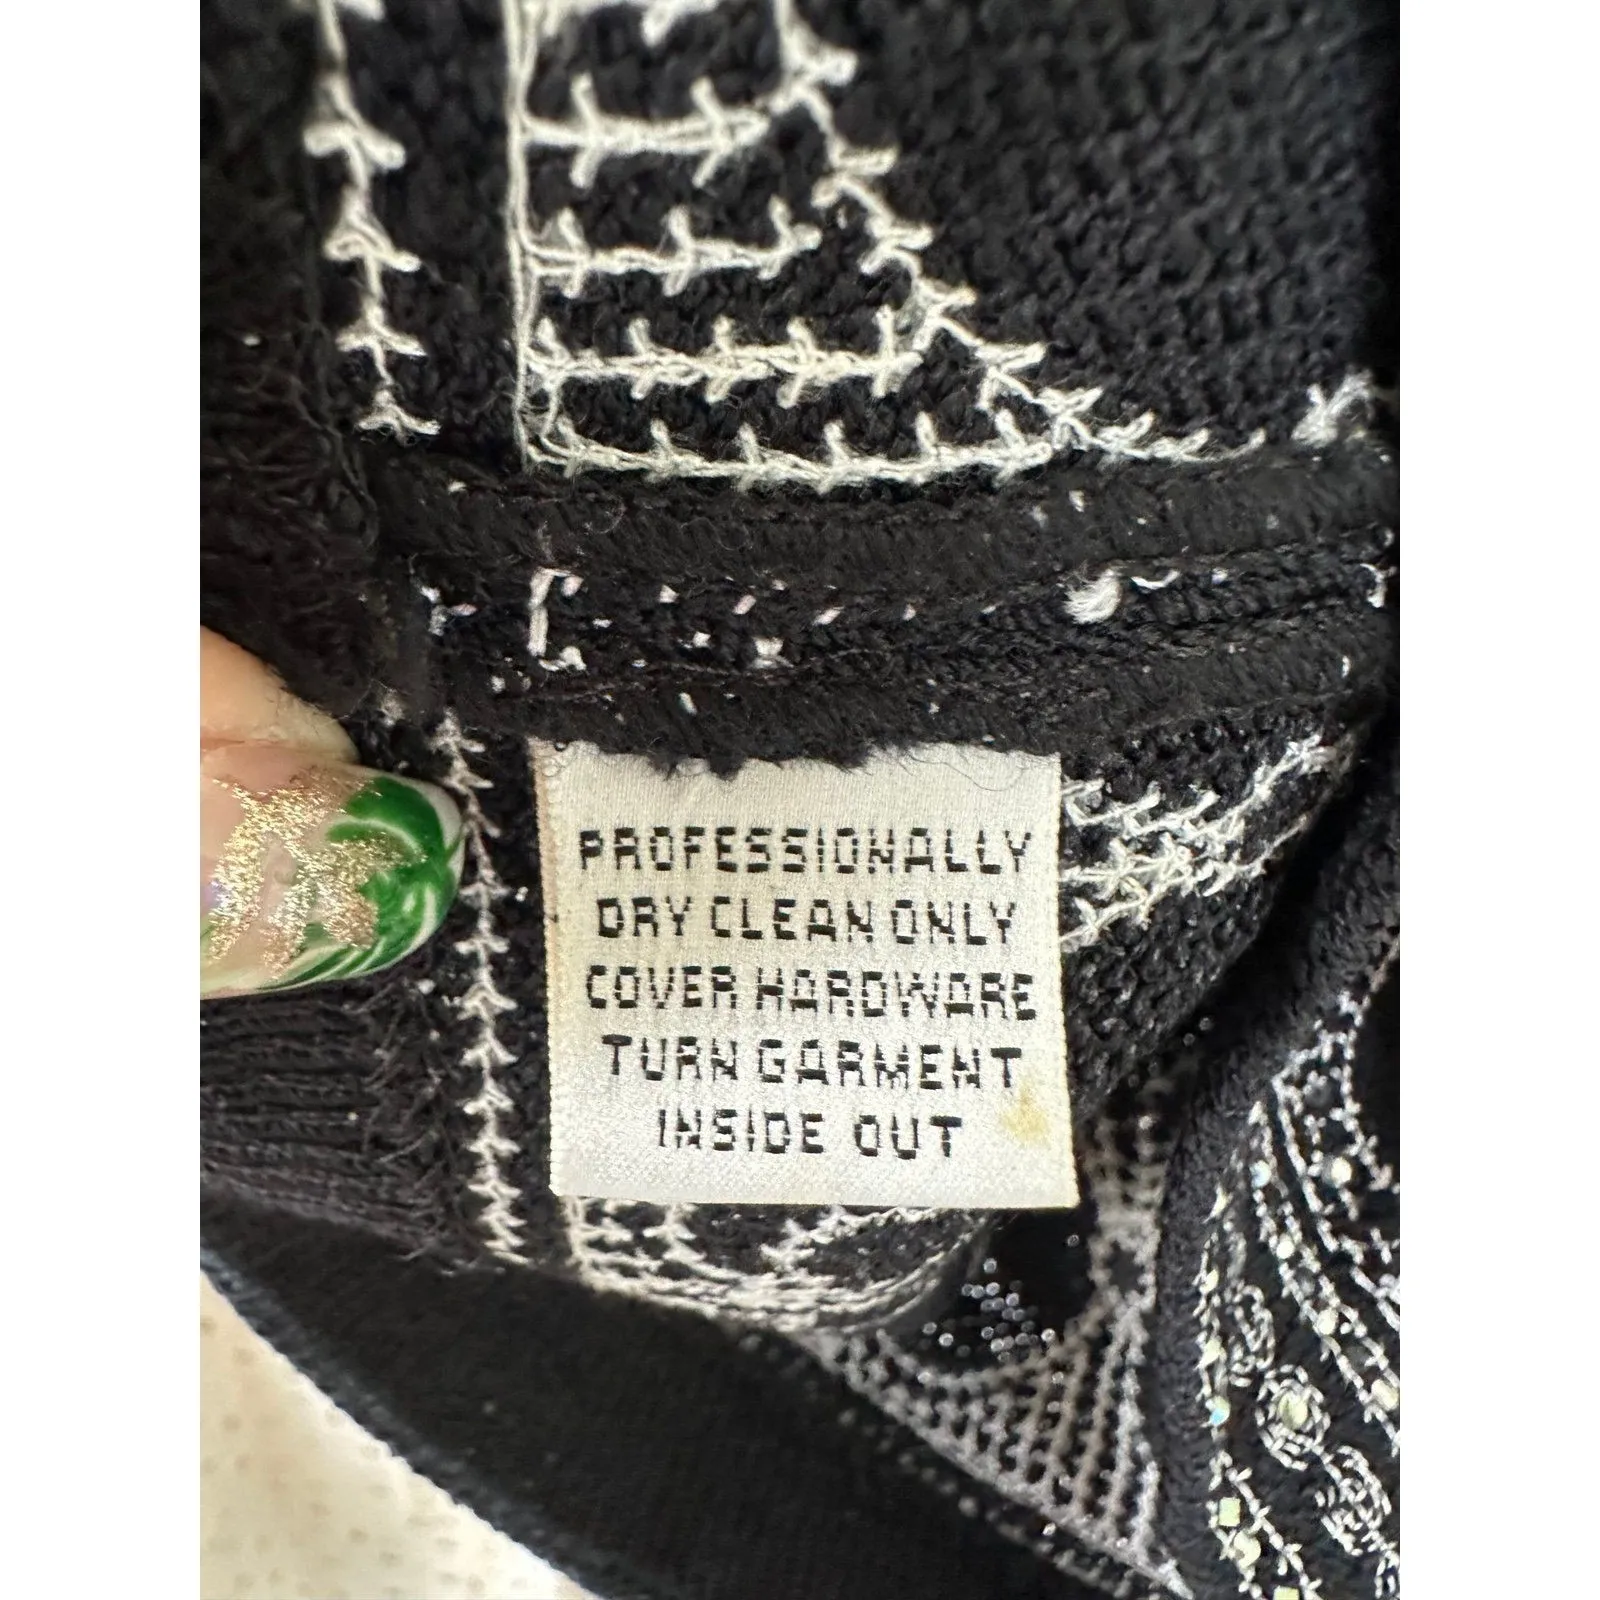 PROFESSIONALLY
DRY CLEAN ONLY
COVER HARDWARE
TURN GARMENT
INSIDE OUT